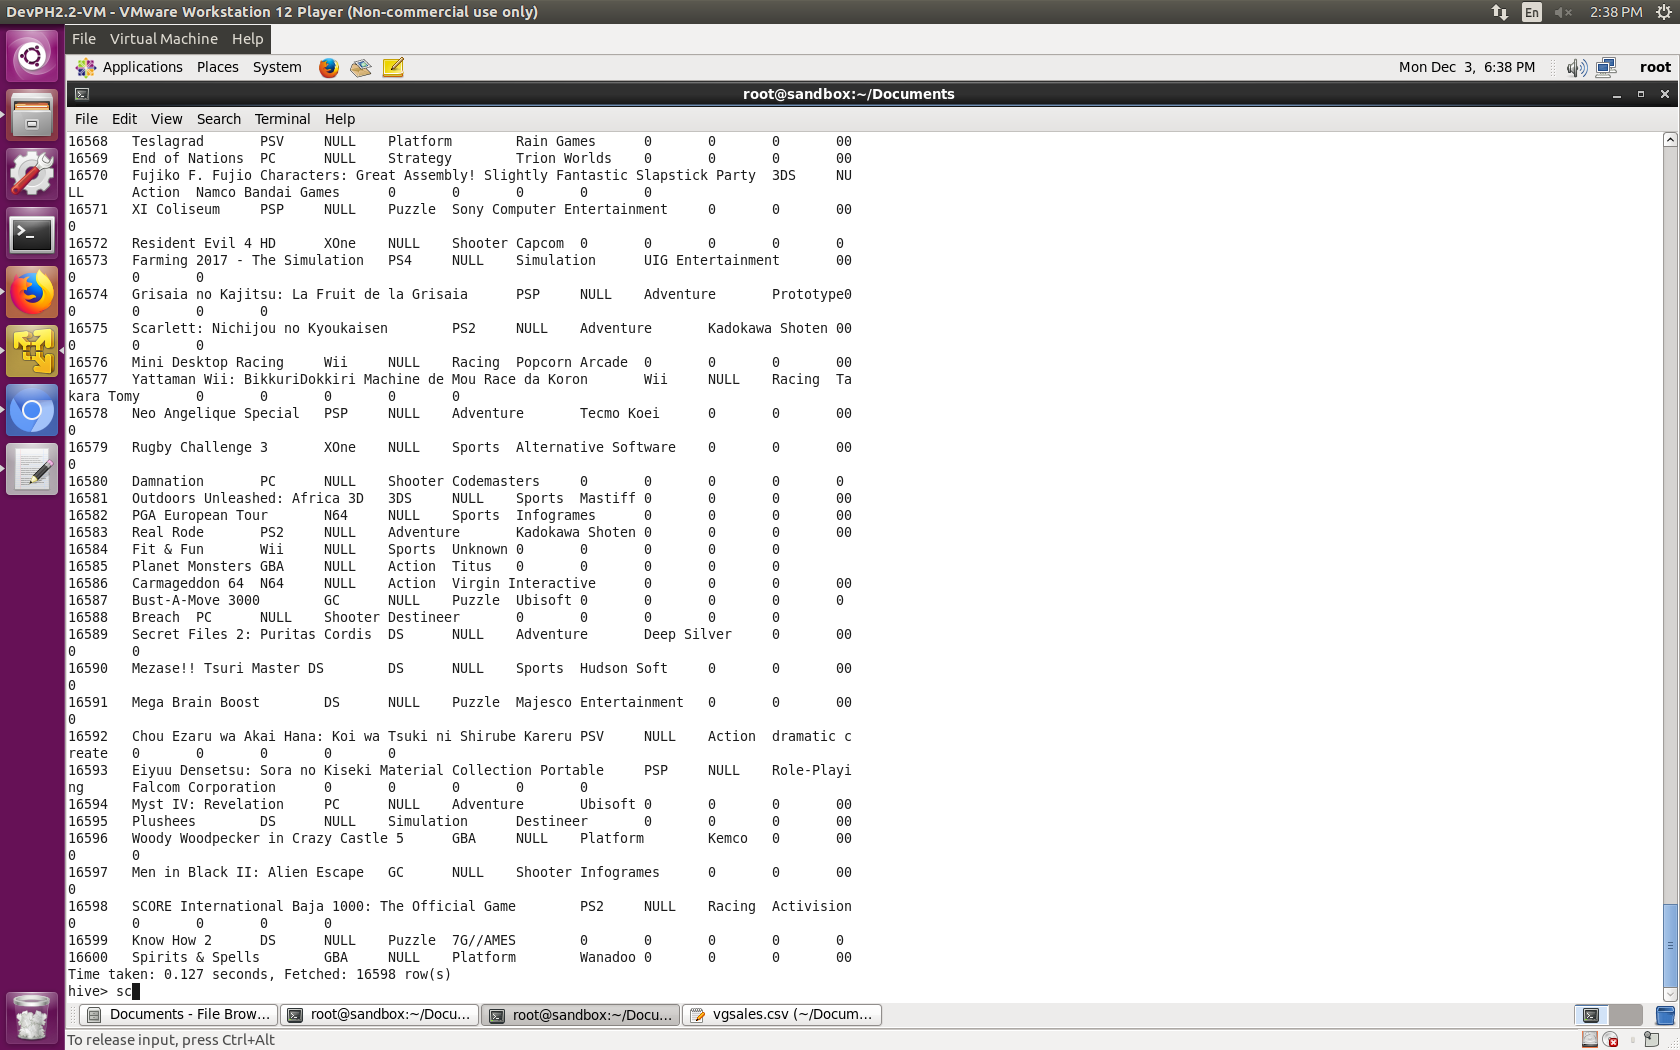 DevPH2.2-VM - VMware Workstation 12 Player (Non-commercial use only) En 2:38 PM
File Virtual Machine Help
Applications Places System Mon Dec 3, 6:38 PM root
root@sandbox:~/Documents
File Edit View Search Terminal Help
16568 Teslagrad PSV NULL Platform Rain Games 0 0 0 00
16569 End of Nations PC NULL Strategy Trion Worlds 0 0 0 00
16570 Fujiko F. Fujio Characters: Great Assembly! Slightly Fantastic Slapstick Party 3DS NU
LL Action Namco Bandai Games 0 0 0 0 0
16571 XI Coliseum PSP NULL Puzzle Sony Computer Entertainment 0 0 00
0
16572 Resident Evil 4 HD XOne NULL Shooter Capcom 0 0 0 0 0
16573 Farming 2017 - The Simulation PS4 NULL Simulation UIG Entertainment 00
0 0 0
16574 Grisaia no Kajitsu: La Fruit de la Grisaia PSP NULL Adventure Prototype0
0 0 0 0
16575 Scarlett: Nichijou no Kyoukaisen PS2 NULL Adventure Kadokawa Shoten 00
0 0 0
16576 Mini Desktop Racing Wii NULL Racing Popcorn Arcade 0 0 0 00
16577 Yattaman Wii: BikkuriDokkiri Machine de Mou Race da Koron Wii NULL Racing Ta
kara Tomy 0 0 0 0 0
16578 Neo Angelique Special PSP NULL Adventure Tecmo Koei 0 0 00
0
16579 Rugby Challenge 3 XOne NULL Sports Alternative Software 0 0 00
0
16580 Damnation PC NULL Shooter Codemasters 0 0 0 0 0
16581 Outdoors Unleashed: Africa 3D 3DS NULL Sports Mastiff 0 0 0 00
16582 PGA European Tour N64 NULL Sports Infogrames 0 0 0 00
16583 Real Rode PS2 NULL Adventure Kadokawa Shoten 0 0 0 00
16584 Fit & Fun Wii NULL Sports Unknown 0 0 0 0 0
16585 Planet Monsters GBA NULL Action Titus 0 0 0 0 0
16586 Carmageddon 64 N64 NULL Action Virgin Interactive 0 0 0 00
16587 Bust-A-Move 3000 GC NULL Puzzle Ubisoft 0 0 0 0 0
16588 Breach PC NULL Shooter Destineer 0 0 0 0 0
16589 Secret Files 2: Puritas Cordis DS NULL Adventure Deep Silver 0 00
0 0
16590 Mezase!! Tsuri Master DS DS NULL Sports Hudson Soft 0 0 00
0
16591 Mega Brain Boost DS NULL Puzzle Majesco Entertainment 0 0 00
0
16592 Chou Ezaru wa Akai Hana: Koi wa Tsuki ni Shirube Kareru PSV NULL Action dramatic c
reate 0 0 0 0 0
16593 Eiyuu Densetsu: Sora no Kiseki Material Collection Portable PSP NULL Role-Playi
ng Falcom Corporation 0 0 0 0 0
16594 Myst IV: Revelation PC NULL Adventure Ubisoft 0 0 0 00
16595 Plushees DS NULL Simulation Destineer 0 0 0 00
16596 Woody Woodpecker in Crazy Castle 5 GBA NULL Platform Kemco 0 00
0 0
16597 Men in Black II: Alien Escape GC NULL Shooter Infogrames 0 0 00
0
16598 SCORE International Baja 1000: The Official Game PS2 NULL Racing Activision
0 0 0 0 0
16599 Know How 2 DS NULL Puzzle 7G//AMES 0 0 0 0 0
16600 Spirits & Spells GBA NULL Platform Wanadoo 0 0 0 00
Time taken: 0.127 seconds, Fetched: 16598 row(s)
hive> sc
Documents - File Brow... root@sandbox:~/Docu... root@sandbox:~/Docu... vgsales.csv (~/Docum...
To release input, press Ctrl+Alt